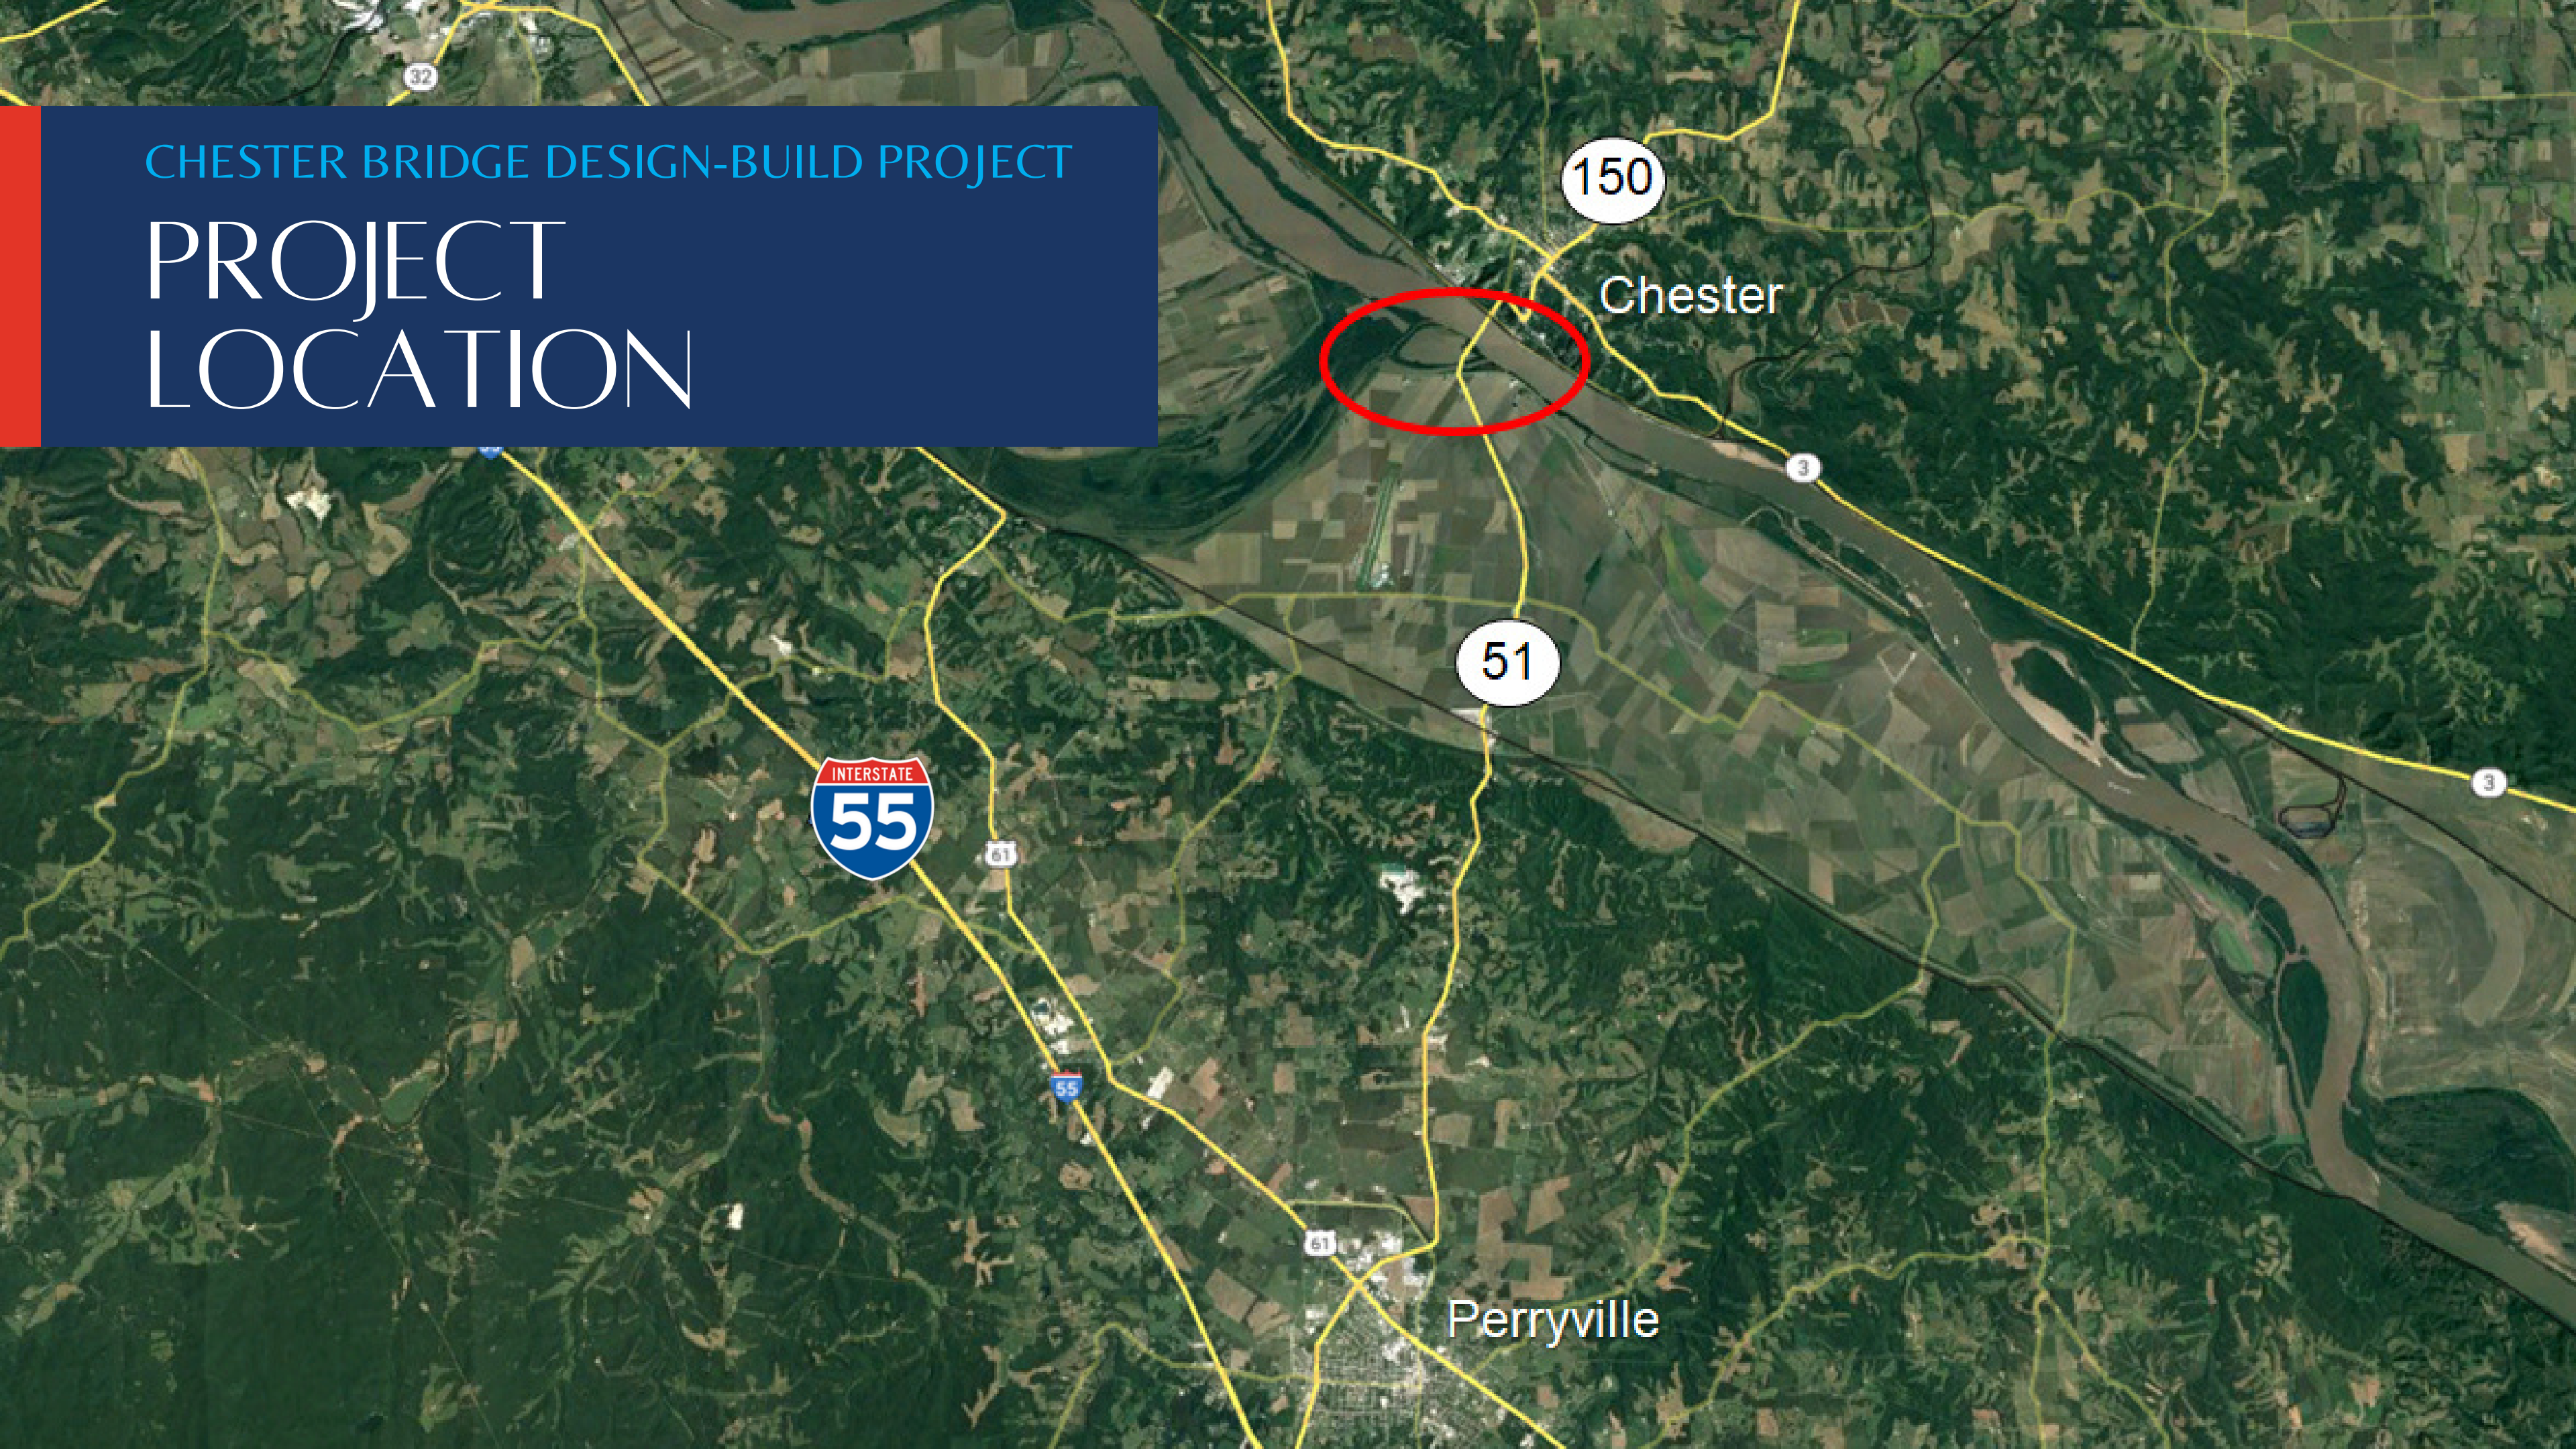 32
CHESTER BRIDGE DESIGN-BUILD PROJECT
PROJECT
LOCATION
150
Chester
3
51
INTERSTATE
55
61
3
55
61
Perryville